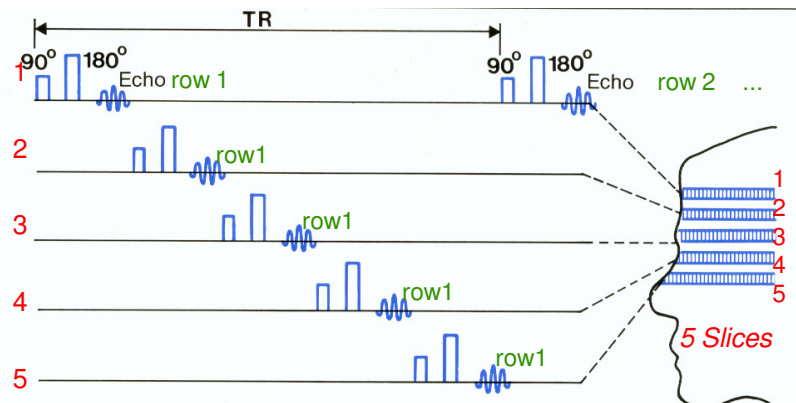 TR
90° 180° 90° 180°
1 Echo row 1 Echo row 2 ...
2 row1
3 row1
4 row1
5 row1
1
2
3
4
5
5 Slices